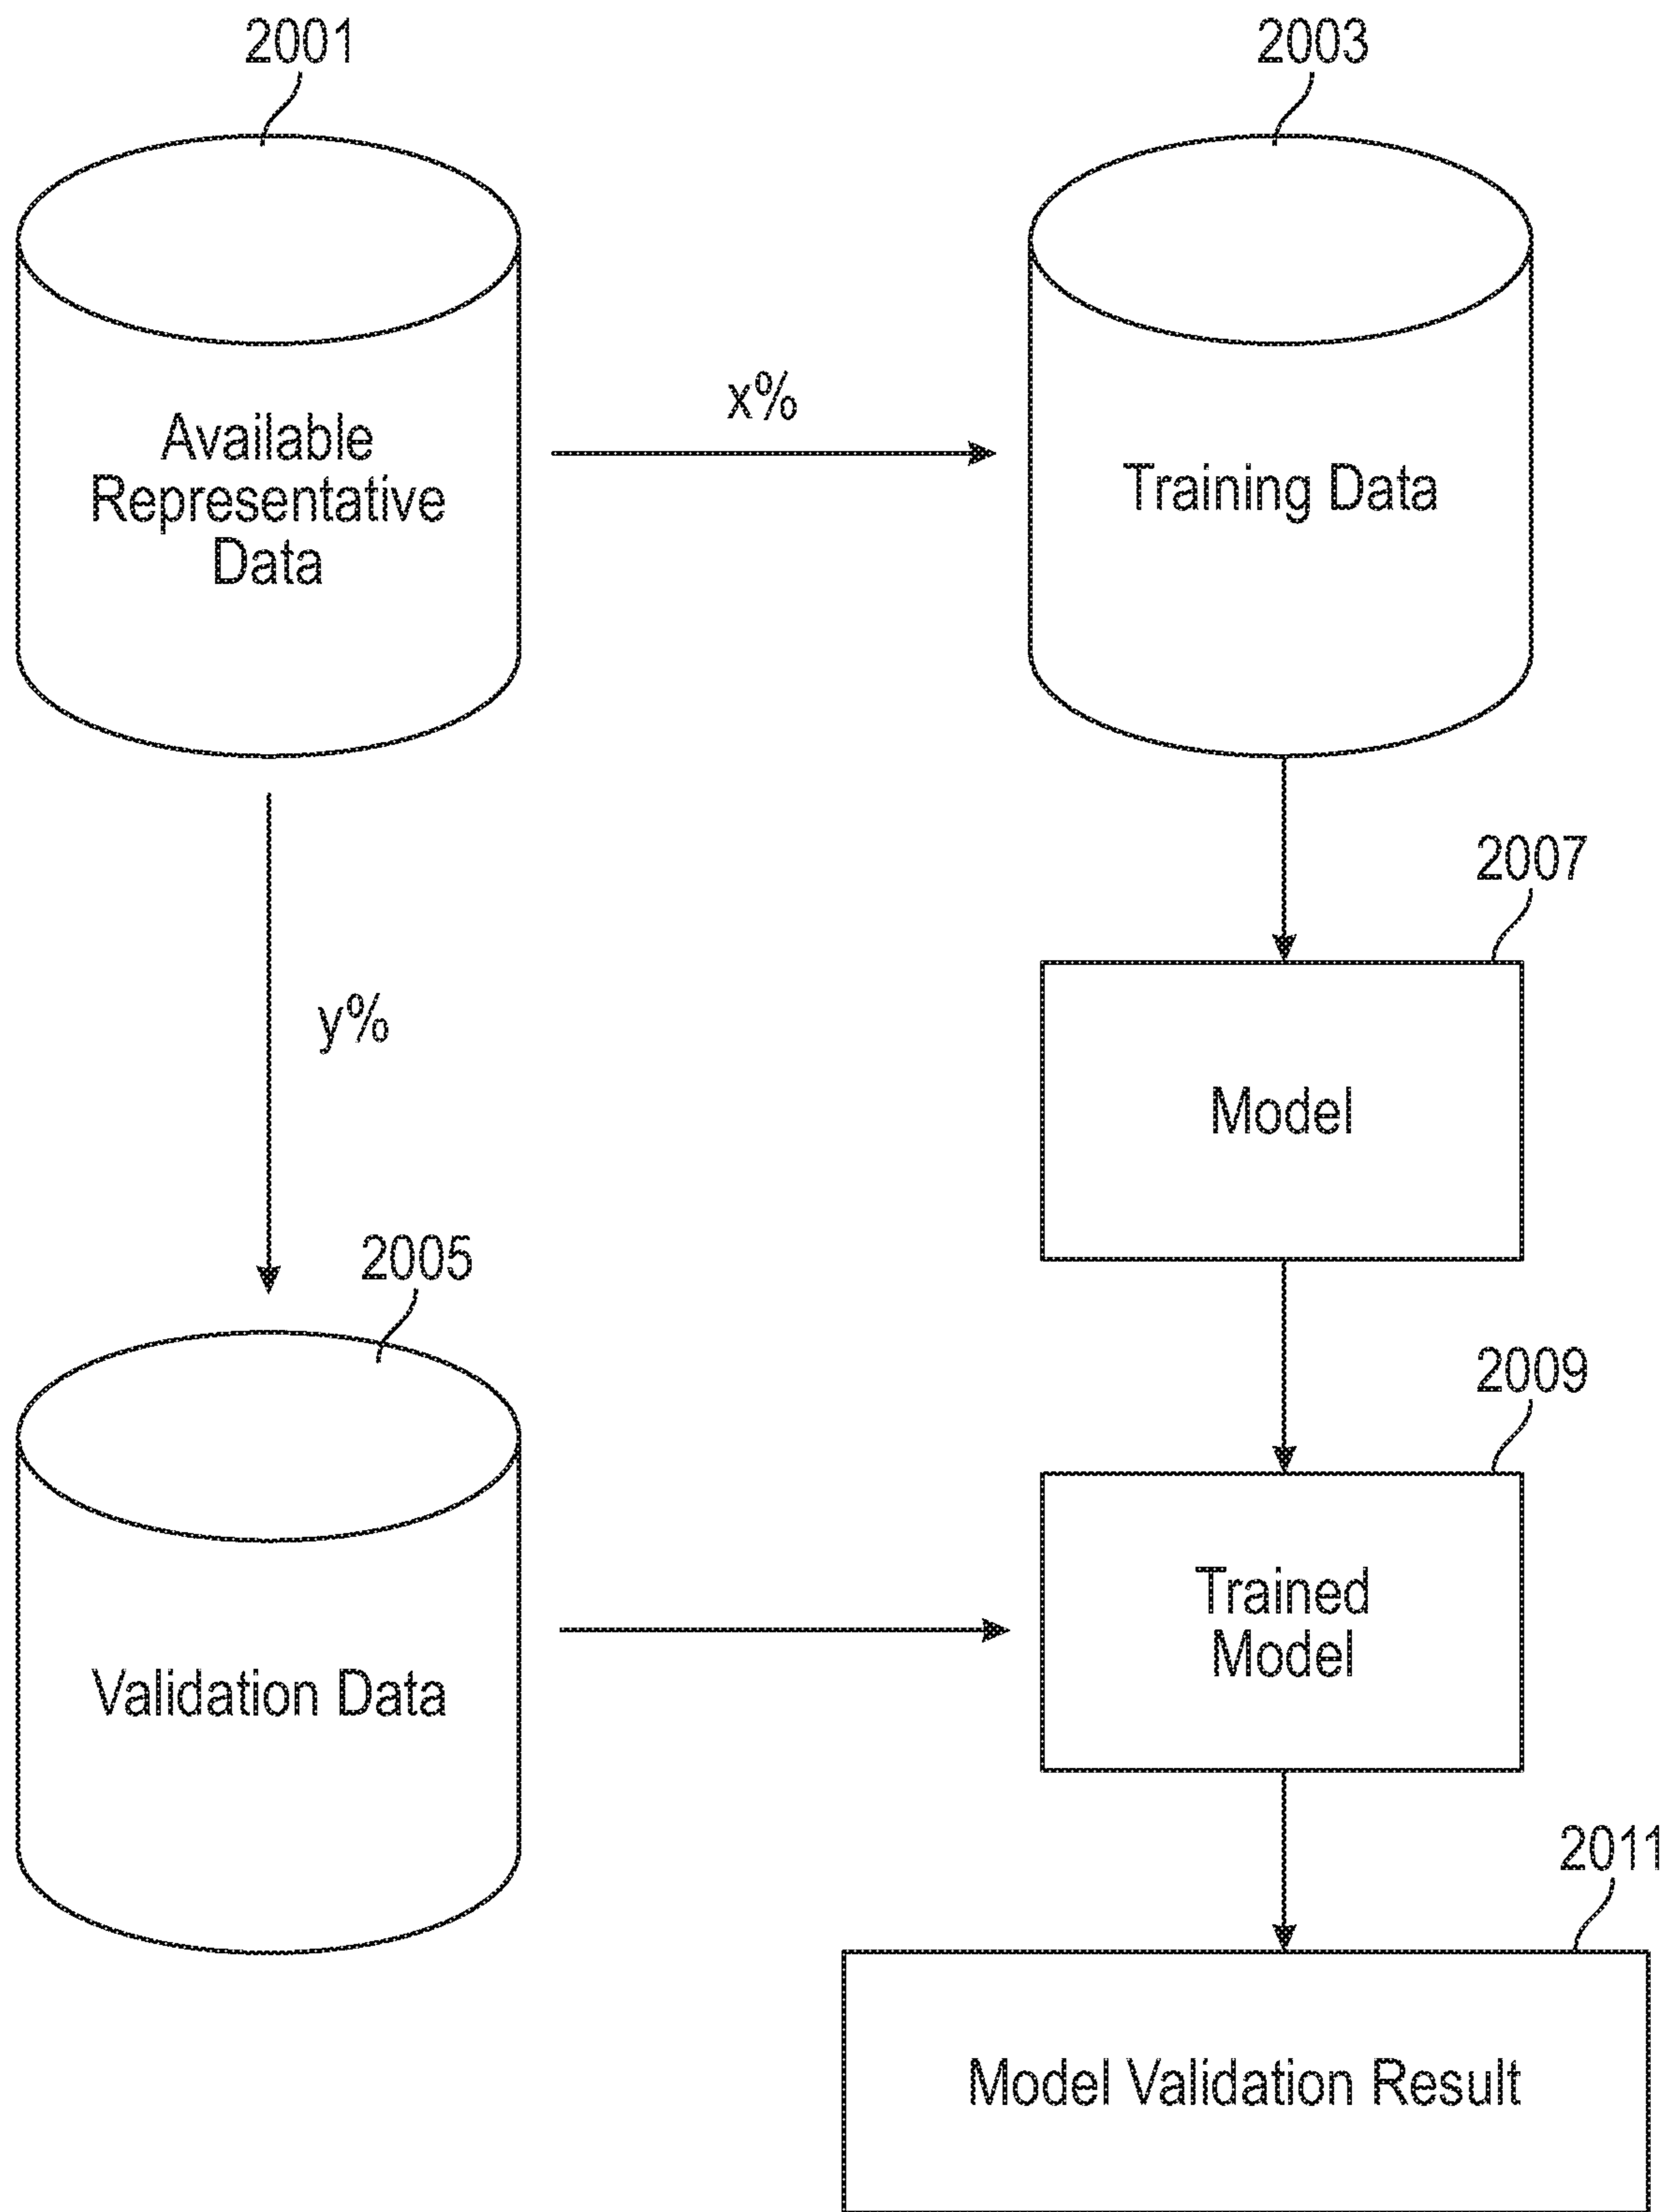 2001
2003
Available
Representative
Data
x%
Training Data
2007
y%
Model
2005
2009
Trained
Model
Validation Data
2011
Model Validation Result